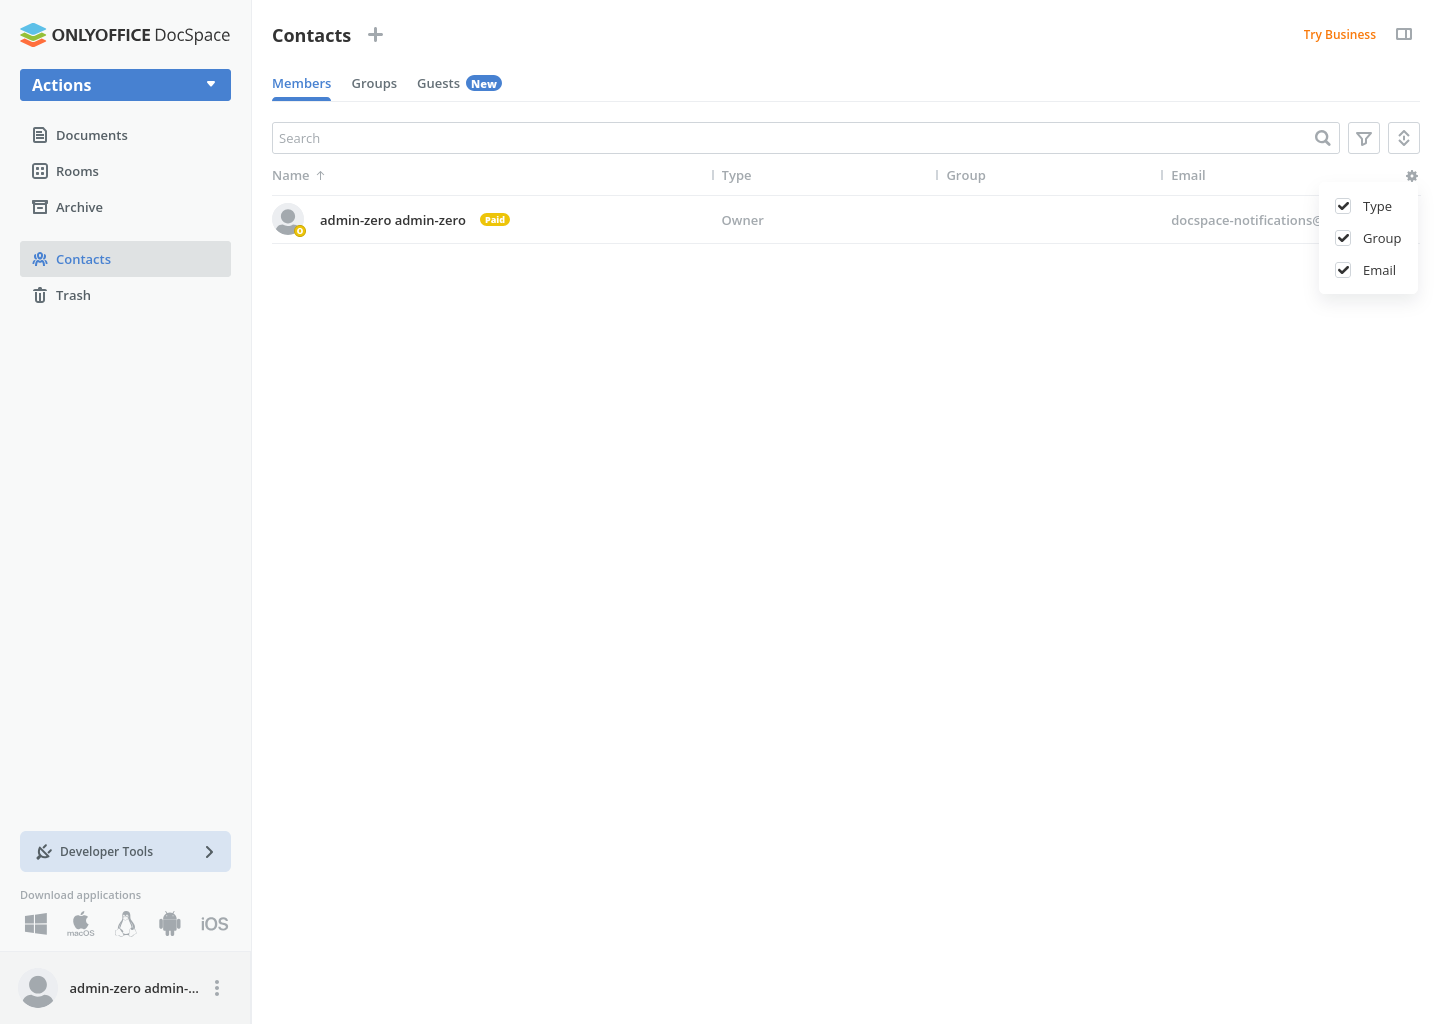 ONLYOFFICE DocSpace
Actions
Documents
Rooms
Archive
Contacts
Trash
Developer Tools
Download applications
macOS
iOS
admin-zero admin-...
Contacts
Try Business
Members Groups Guests New
Search
Name Type Group Email
admin-zero admin-zero Paid Owner docspace-notifications@
O
Type
Group
Email